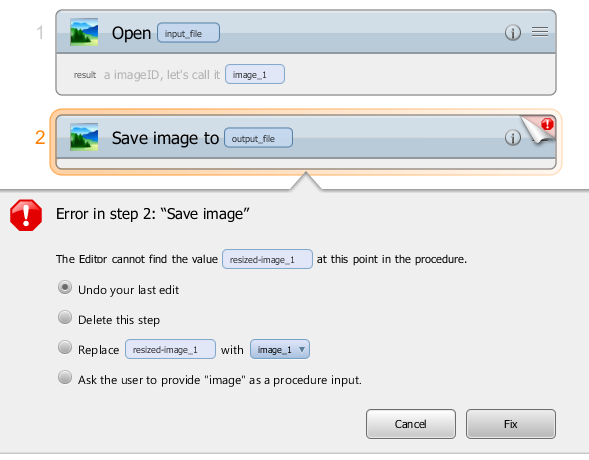 1 Open input_file
result a imageID, let's call it image_1
2 Save image to output_file
Error in step 2: “Save image”
The Editor cannot find the value resized-image_1 at this point in the procedure.
Undo your last edit
Delete this step
Replace resized-image_1 with image_1
Ask the user to provide "image" as a procedure input.
Cancel Fix